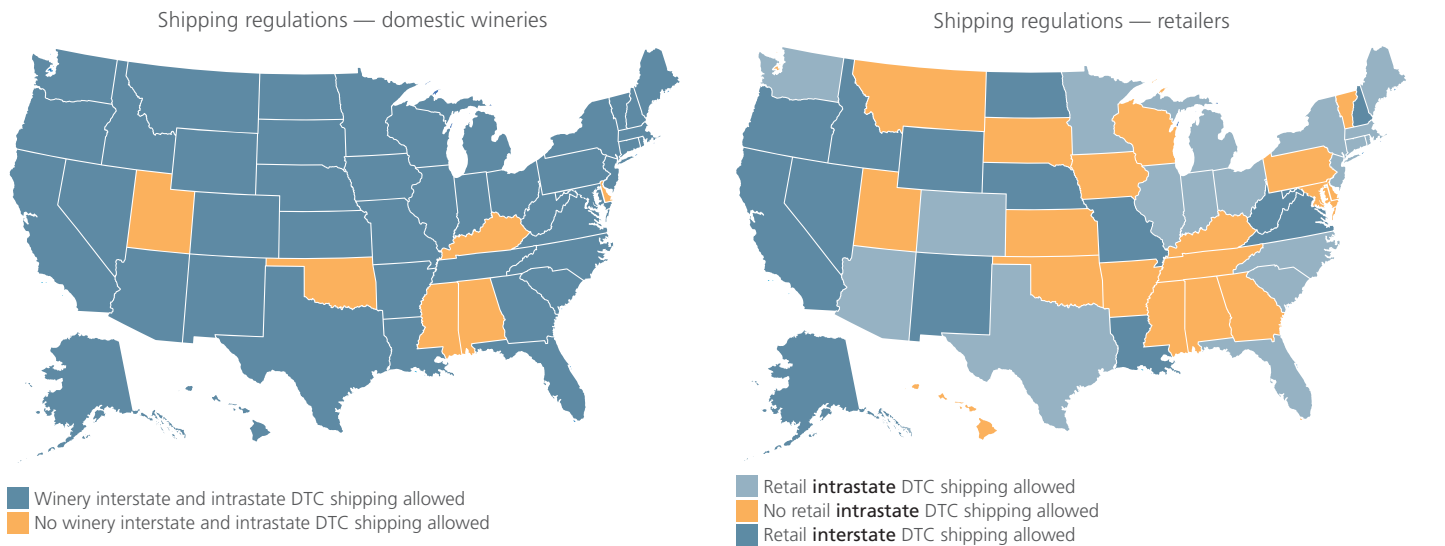 Shipping regulations — domestic wineries
Shipping regulations — retailers
Winery interstate and intrastate DTC shipping allowed
No winery interstate and intrastate DTC shipping allowed
Retail intrastate DTC shipping allowed
No retail intrastate DTC shipping allowed
Retail interstate DTC shipping allowed